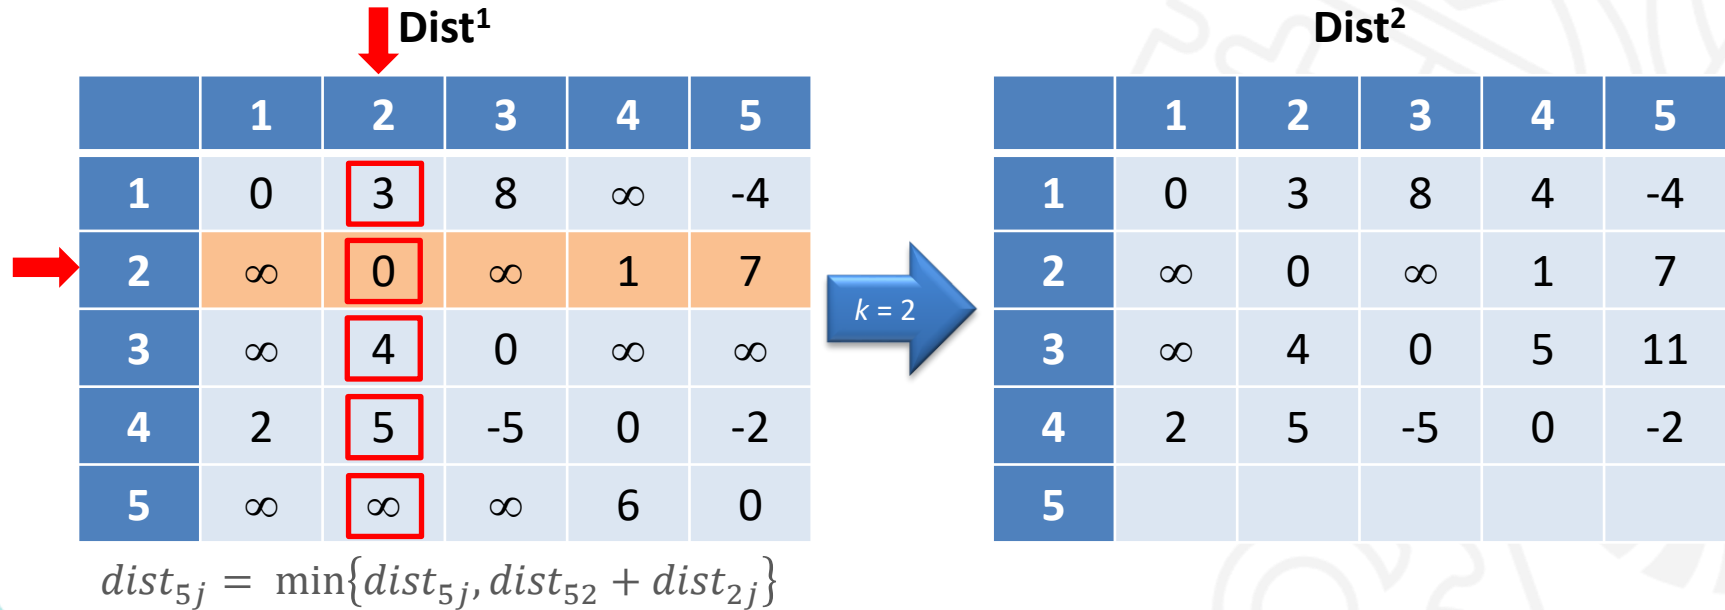 Dist¹ Dist²
1 2 3 4 5 1 2 3 4 5
1 0 3 8 ∞ -4 1 0 3 8 4 -4
2 ∞ 0 ∞ 1 7 2 ∞ 0 ∞ 1 7
k = 2
3 ∞ 4 0 ∞ ∞ 3 ∞ 4 0 5 11
4 2 5 -5 0 -2 4 2 5 -5 0 -2
5 ∞ ∞ ∞ 6 0 5
dist₅ⱼ = min{dist₅ⱼ, dist₅₂ + dist₂ⱼ}